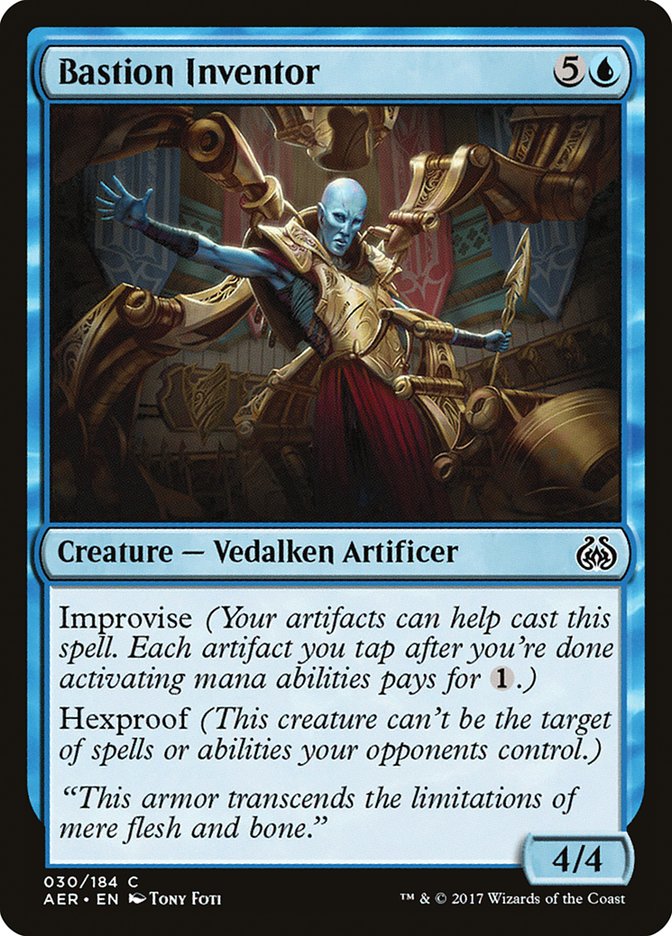 Bastion Inventor 5
Creature — Vedalken Artificer
Improvise (Your artifacts can help cast this
spell. Each artifact you tap after you're done
activating mana abilities pays for 1.)
Hexproof (This creature can't be the target
of spells or abilities your opponents control.)
“This armor transcends the limitations of
mere flesh and bone.”
4/4
030/184 C
AER • EN Tony Foti
™ & © 2017 Wizards of the Coast